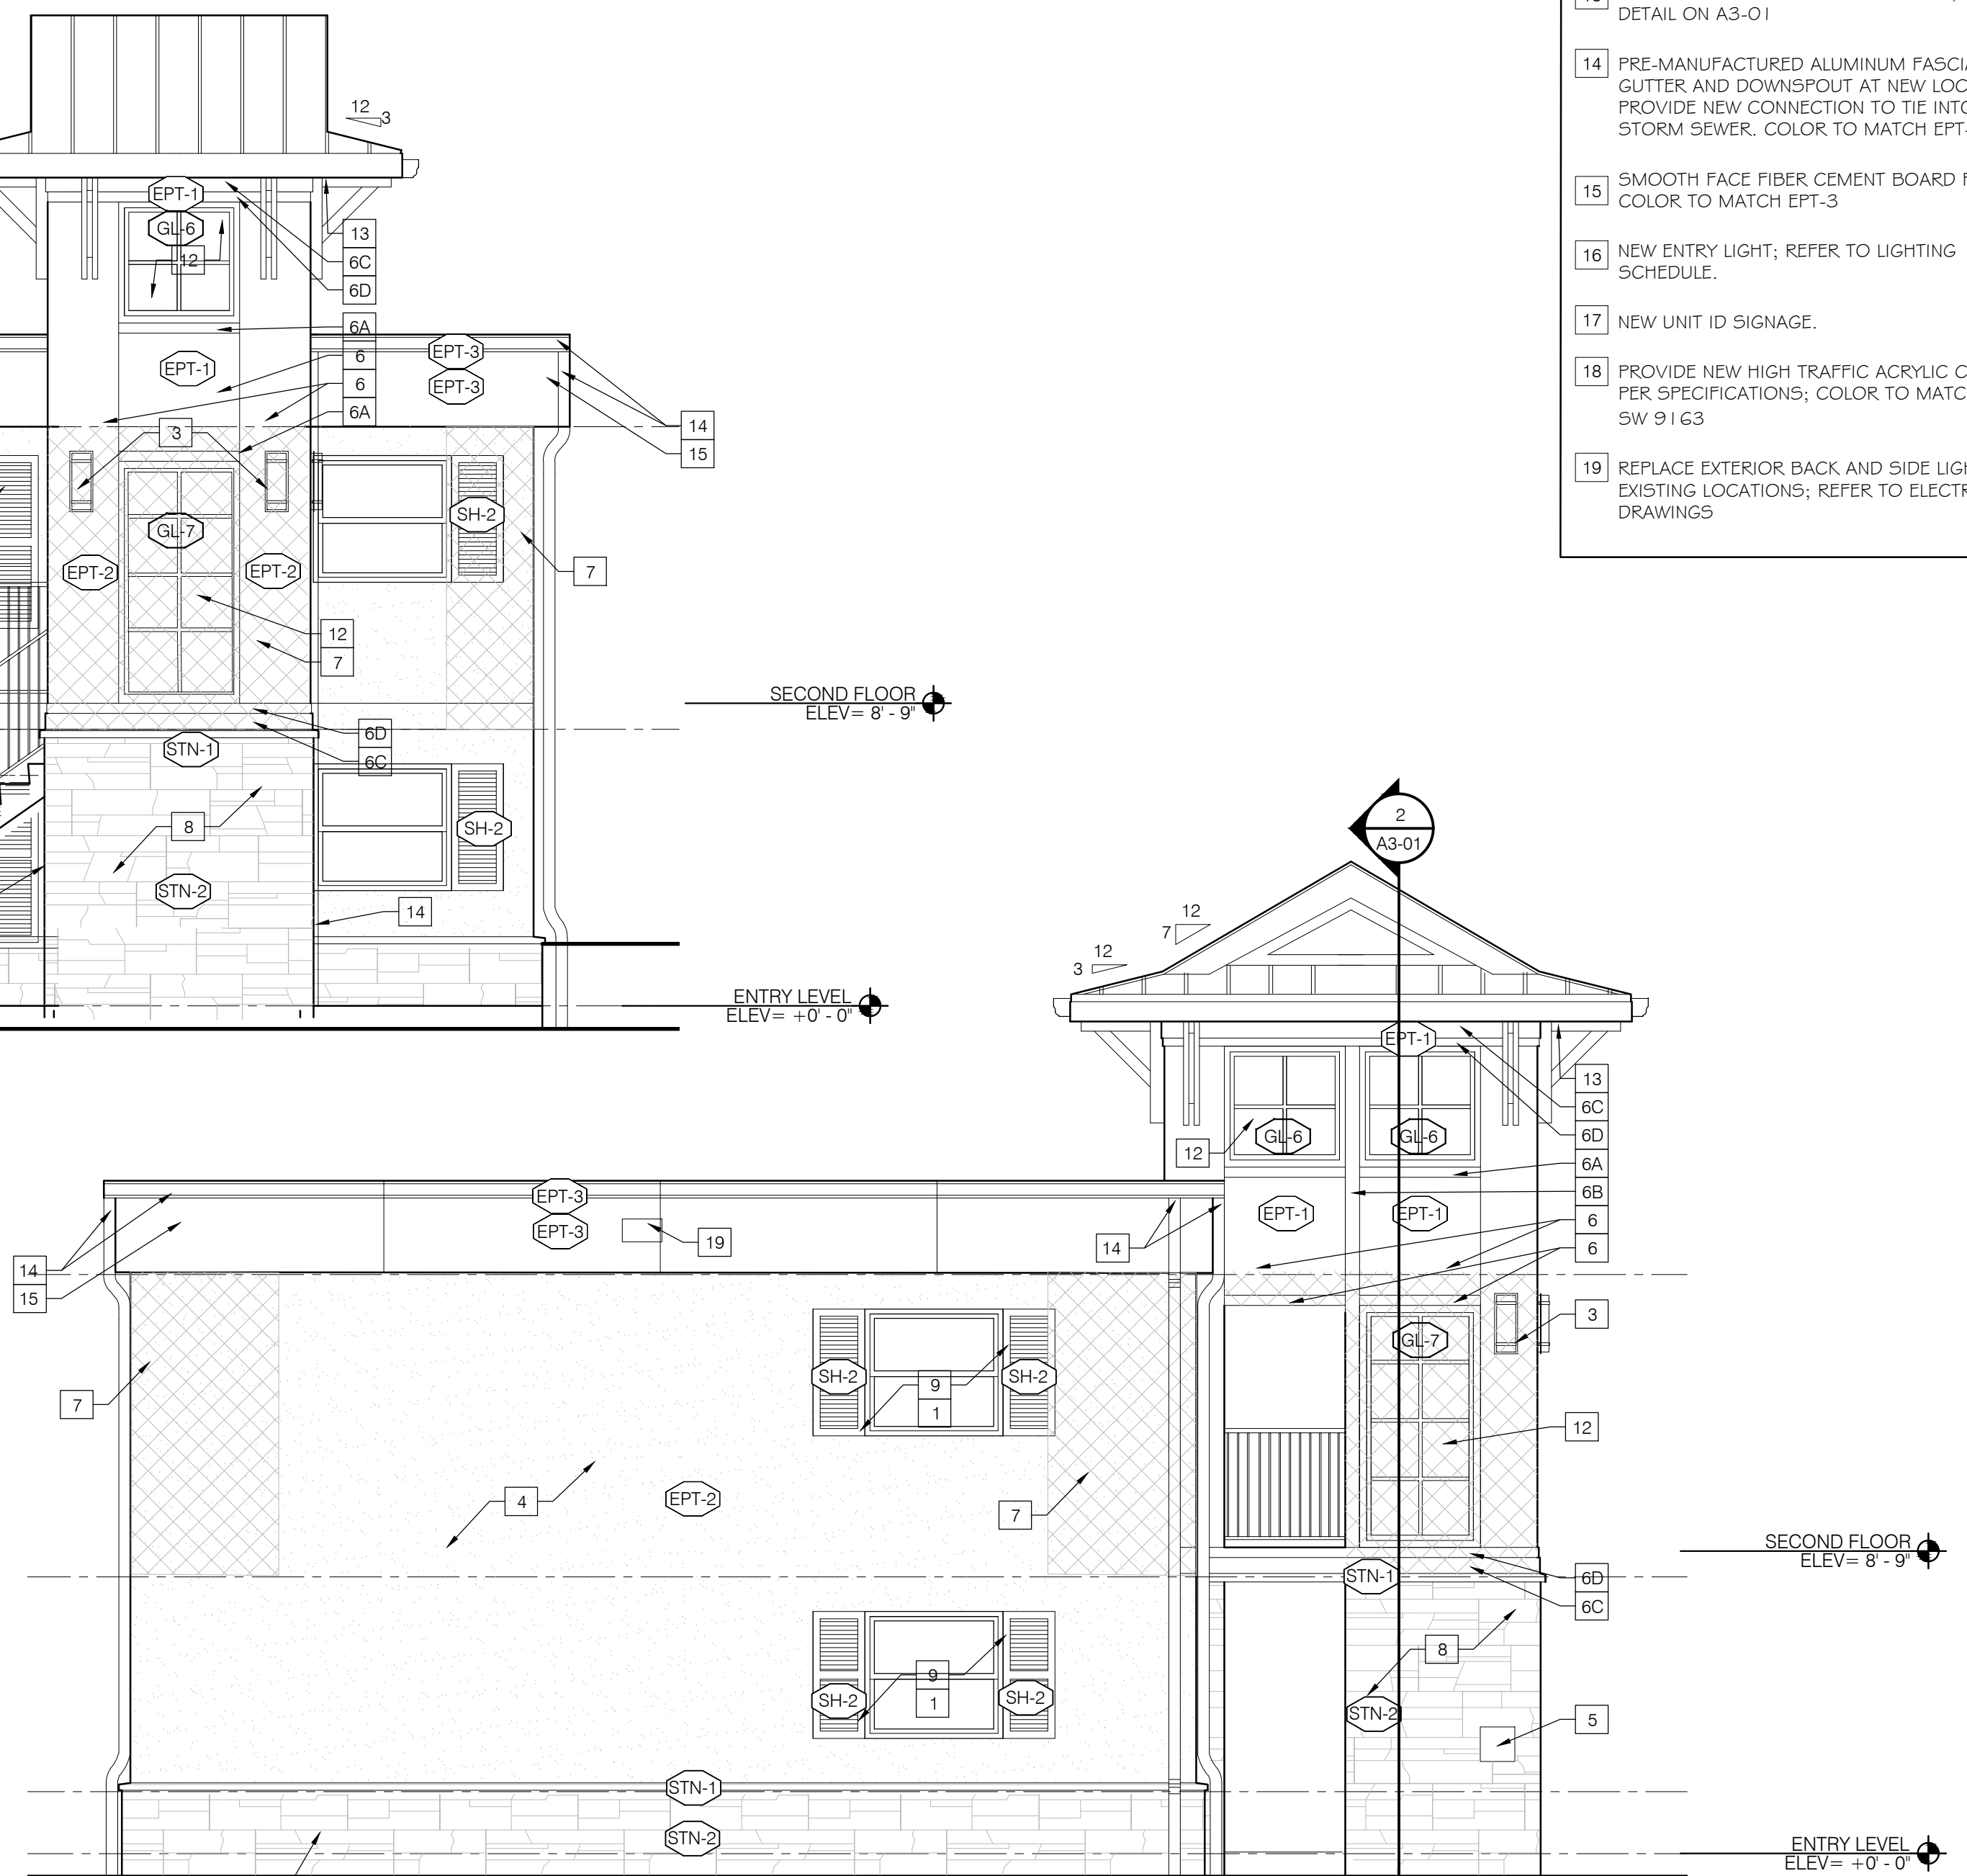 DETAIL ON A3-01
14 PRE-MANUFACTURED ALUMINUM
GUTTER AND DOWNSPOUT AT NEW
PROVIDE NEW CONNECTION TO TIE
STORM SEWER. COLOR TO MATCH
15 SMOOTH FACE FIBER CEMENT BOARD
COLOR TO MATCH EPT-3
16 NEW ENTRY LIGHT; REFER TO LIGHTING
SCHEDULE.
17 NEW UNIT ID SIGNAGE.
18 PROVIDE NEW HIGH TRAFFIC ACRYLIC
PER SPECIFICATIONS; COLOR TO
SW 9163
19 REPLACE EXTERIOR BACK AND SIDE
EXISTING LOCATIONS; REFER TO
DRAWINGS
12
3
EPT-1
GL-6
12
13
6C
6D
6A
6
6
6A
EPT-1
EPT-3
EPT-3
14
15
3
GL-7
SH-2
EPT-2
EPT-2
7
12
7
SECOND FLOOR
ELEV= 8' - 9"
6D
6C
STN-1
8
SH-2
STN-2
14
ENTRY LEVEL
ELEV= +0' - 0"
2
A3-01
12
7
12
3
EPT-1
13
6C
6D
6A
6B
6
6
GL-6
GL-6
12
EPT-1
EPT-1
EPT-3
EPT-3
19
14
14
15
3
GL-7
SH-2
9
1
SH-2
7
12
4
EPT-2
7
SECOND FLOOR
ELEV= 8' - 9"
STN-1
6D
6C
8
9
1
SH-2
SH-2
STN-2
5
STN-1
STN-2
ENTRY LEVEL
ELEV= +0' - 0"